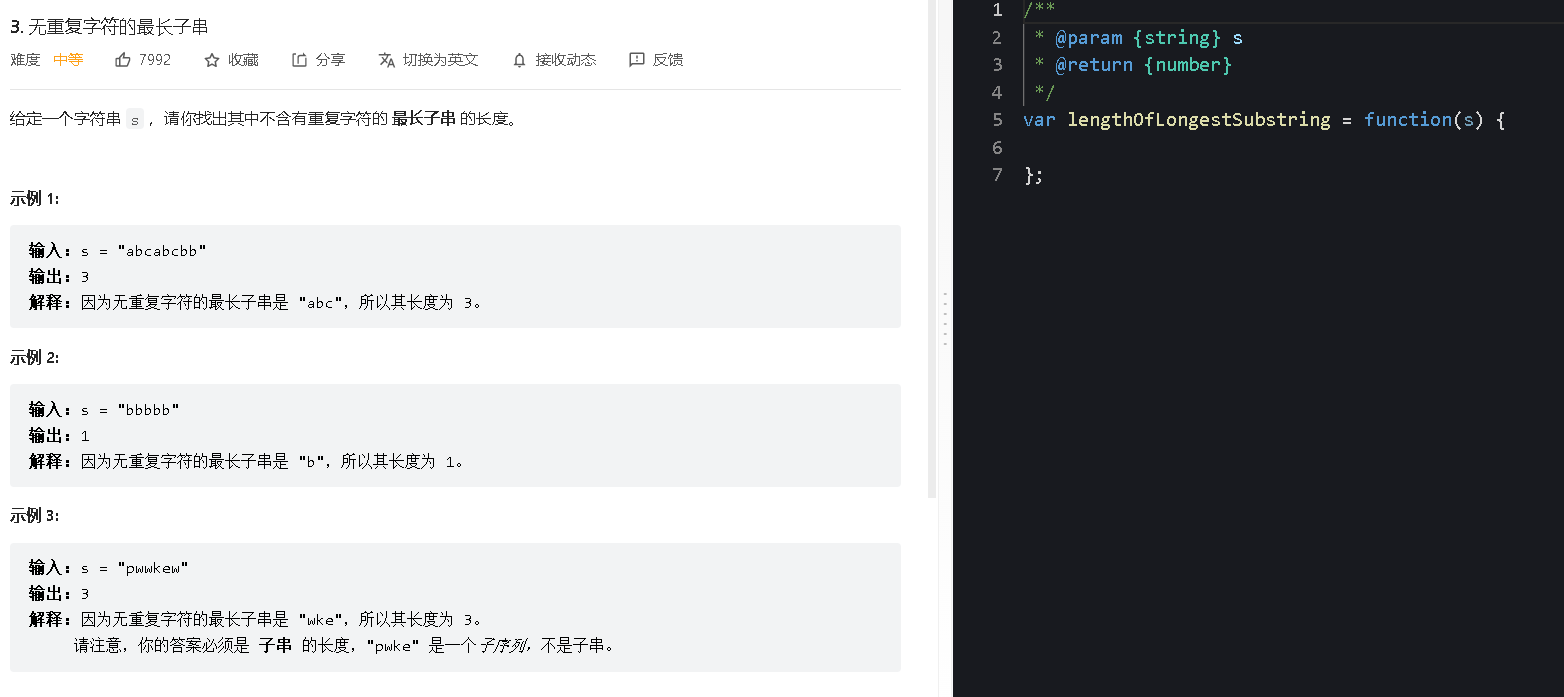 3. 无重复字符的最长子串
难度 中等 7992 收藏 分享 切换为英文 接收动态 反馈
给定一个字符串 s ，请你找出其中不含有重复字符的 最长子串 的长度。
示例 1:
输入: s = "abcabcbb"
输出: 3
解释: 因为无重复字符的最长子串是 "abc"，所以其长度为 3。
示例 2:
输入: s = "bbbbb"
输出: 1
解释: 因为无重复字符的最长子串是 "b"，所以其长度为 1。
示例 3:
输入: s = "pwwkew"
输出: 3
解释: 因为无重复字符的最长子串是 "wke"，所以其长度为 3。
请注意，你的答案必须是 子串 的长度，"pwke" 是一个子序列，不是子串。
1 /**
2 * @param {string} s
3 * @return {number}
4 */
5 var lengthOfLongestSubstring = function(s) {
6
7 };